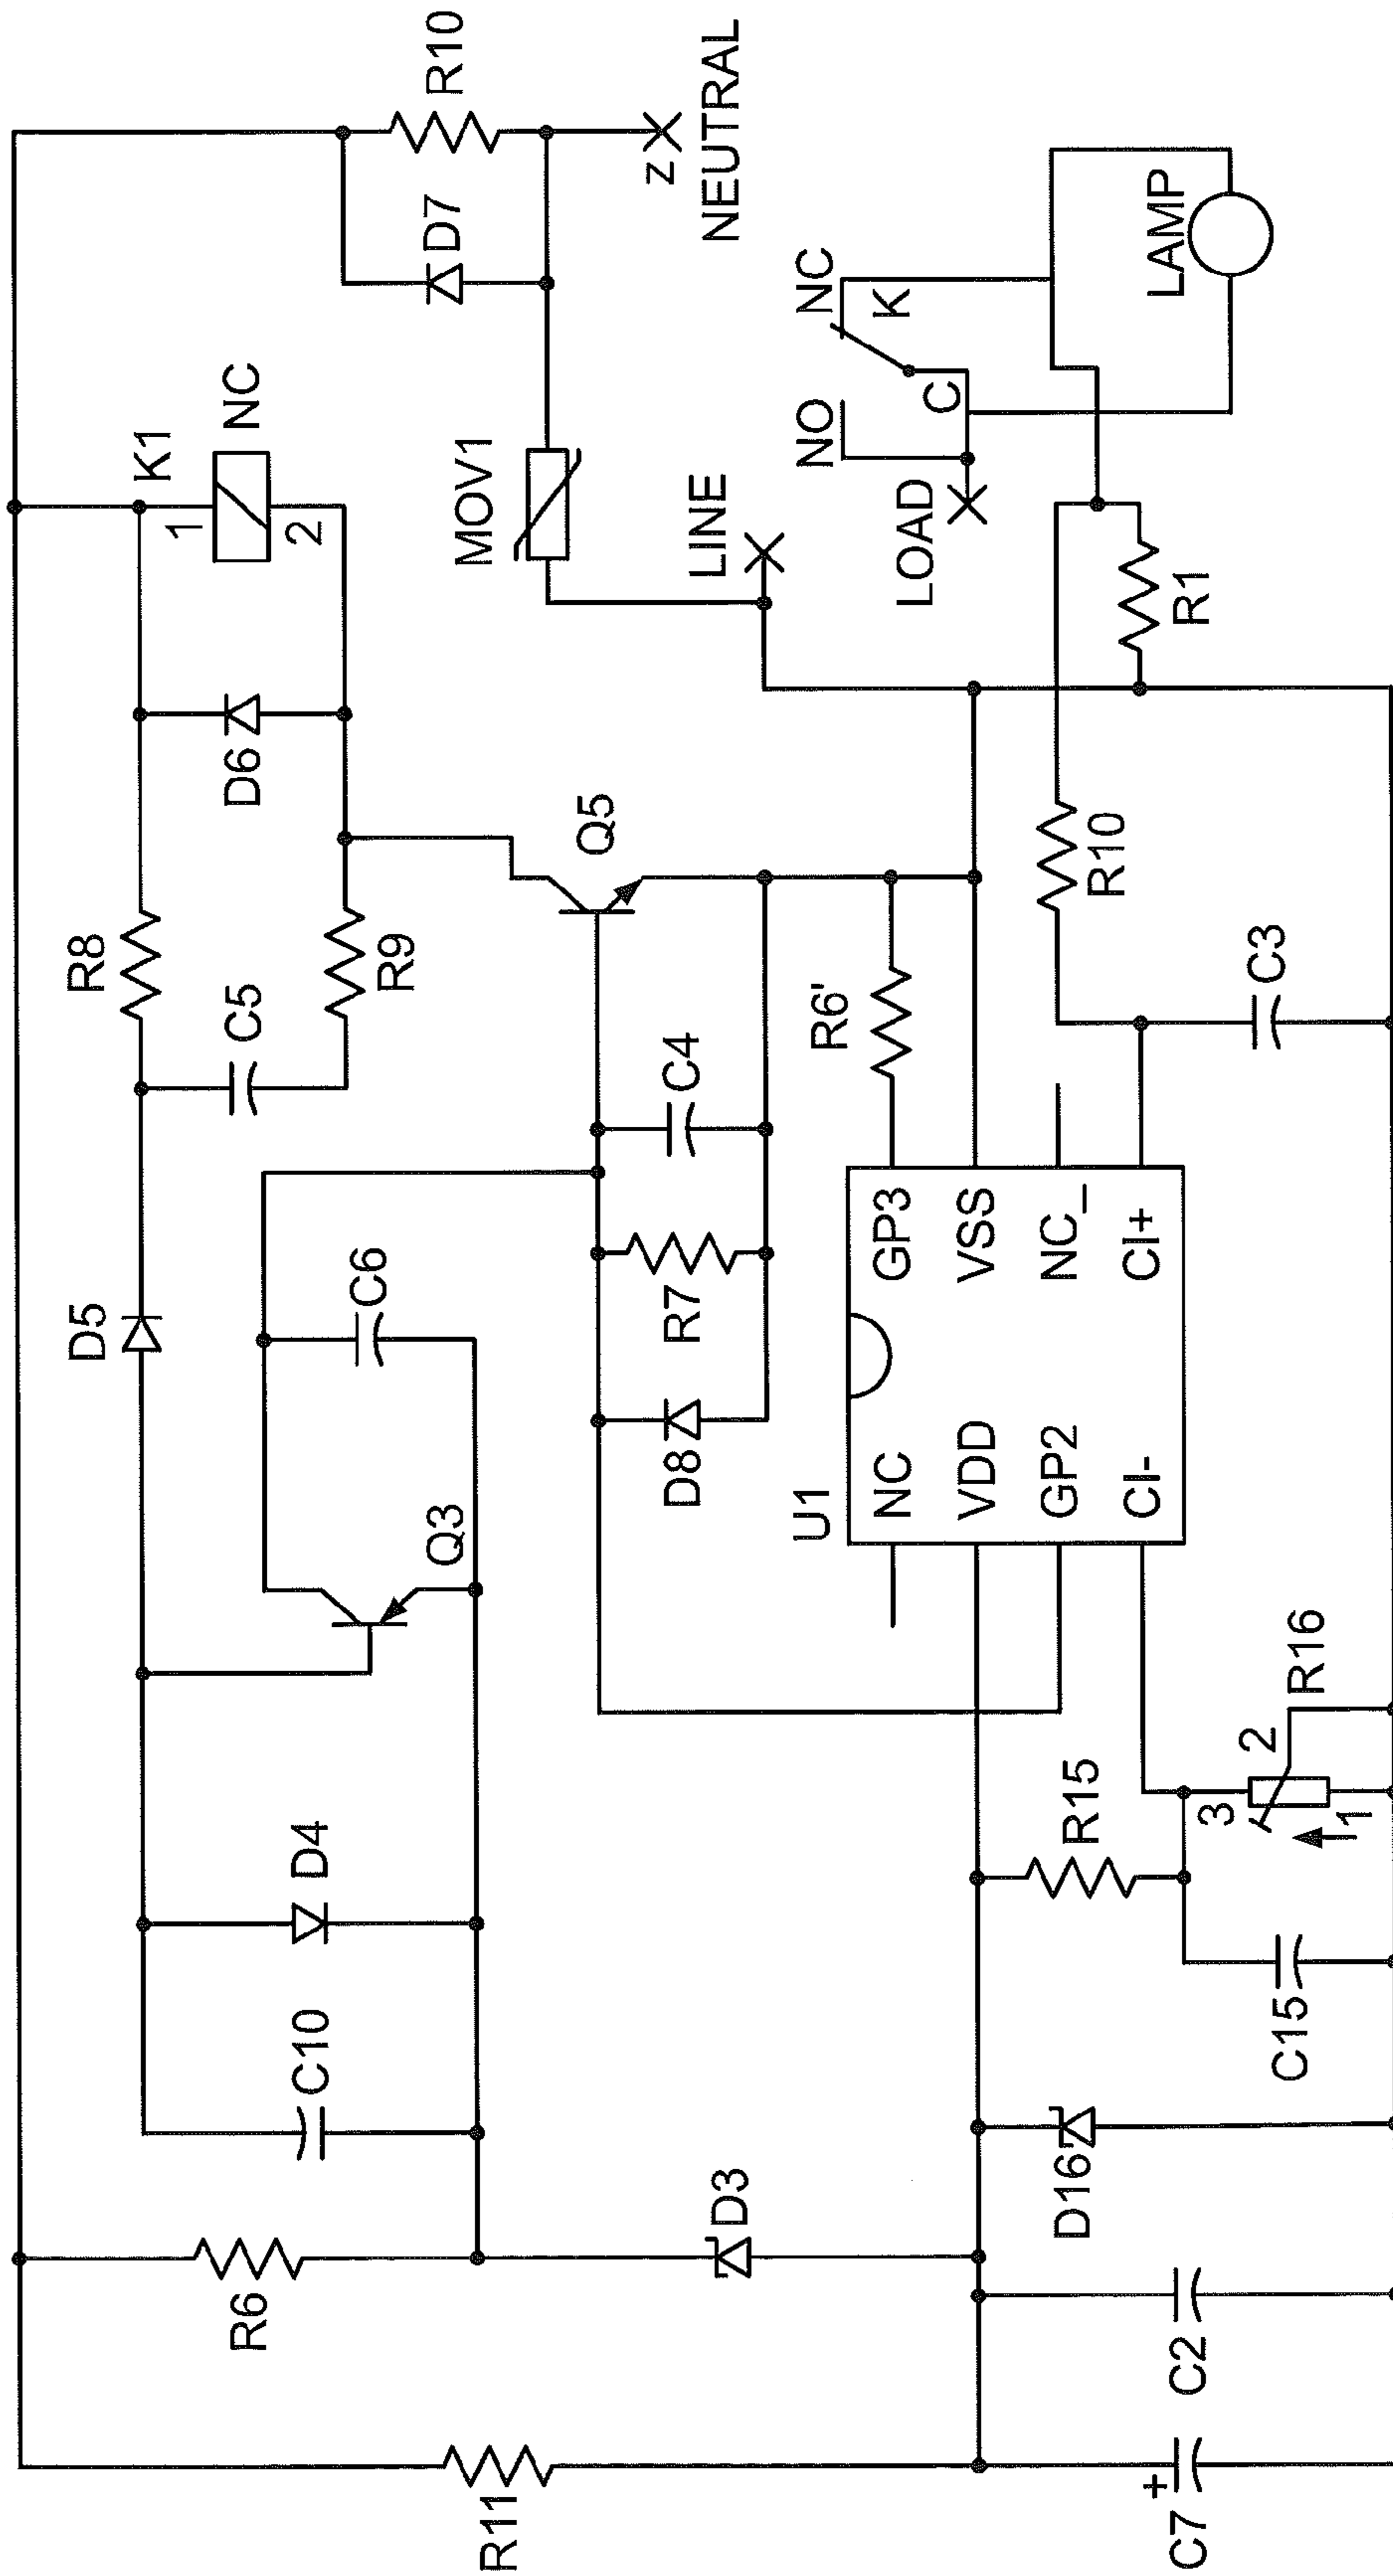 R10
D7
Z
NEUTRAL
K1
NC
1
2
MOV1
LINE
D6
R8
R9
C5
Q5
D5
C6
Q3
D4
C10
R6
R11
D3
C4
R7
D8
NO
NC
K
C
LOAD
LAMP
R1
R10
C3
R6'
U1
NC
VDD
GP2
CI-
GP3
VSS
NC_
CI+
R15
R16
3
2
1
C15
D16
C2
+
C7